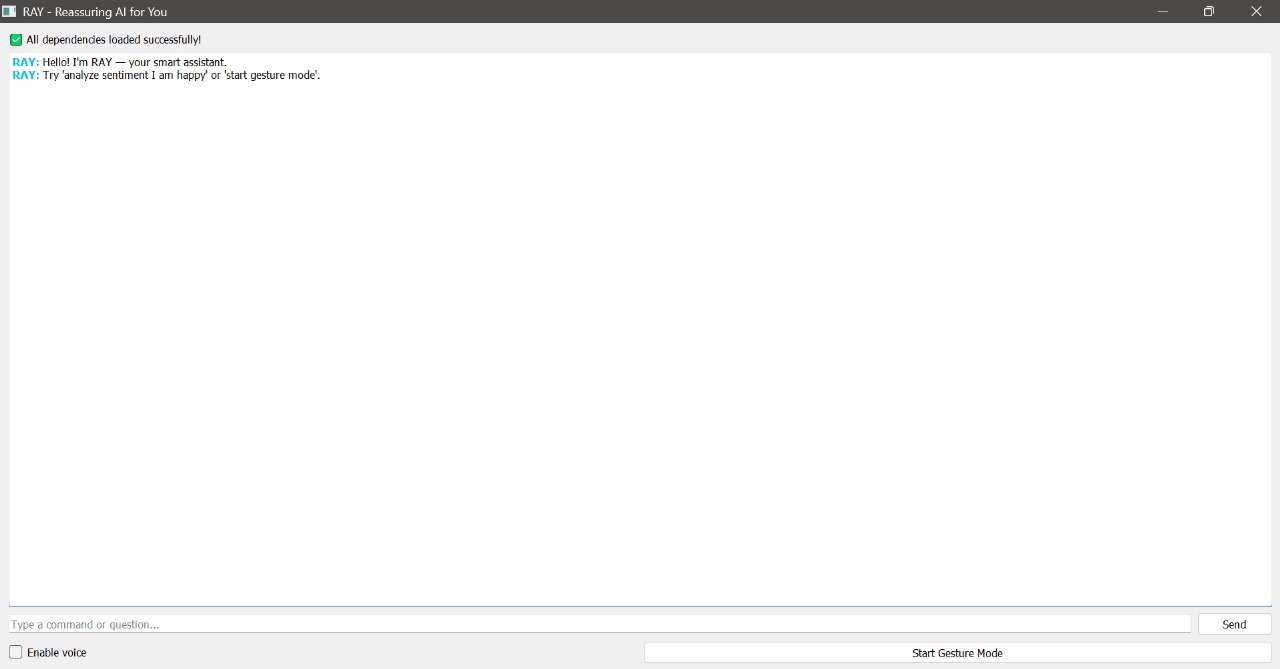 RAY - Reassuring AI for You
All dependencies loaded successfully!
RAY: Hello! I'm RAY — your smart assistant.
RAY: Try 'analyze sentiment I am happy' or 'start gesture mode'.
Type a command or question...
Send
Enable voice
Start Gesture Mode